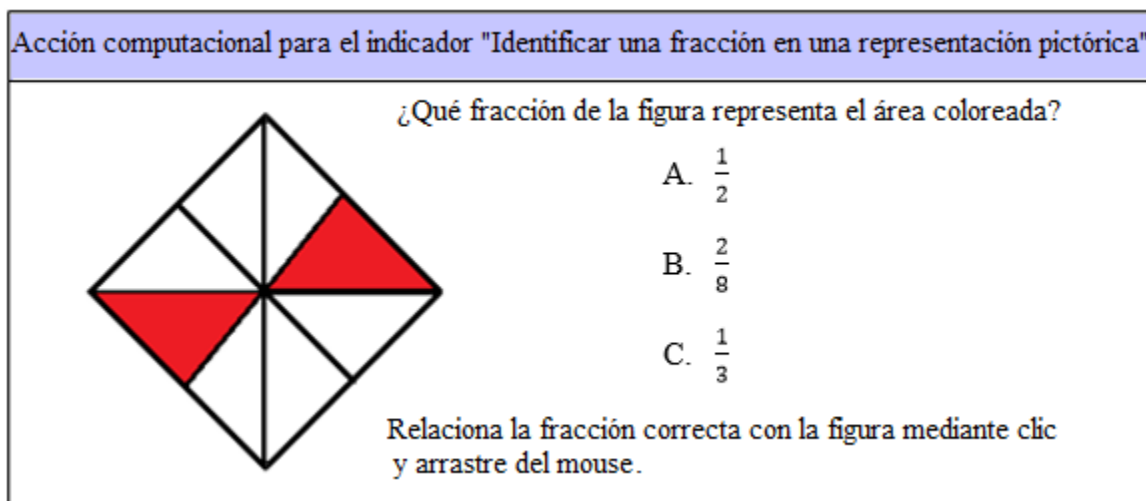 Acción computacional para el indicador "Identificar una fracción en una representación pictórica"
¿Qué fracción de la figura representa el área coloreada?
A. 1/2
B. 2/8
C. 1/3
Relaciona la fracción correcta con la figura mediante clic
y arrastre del mouse.